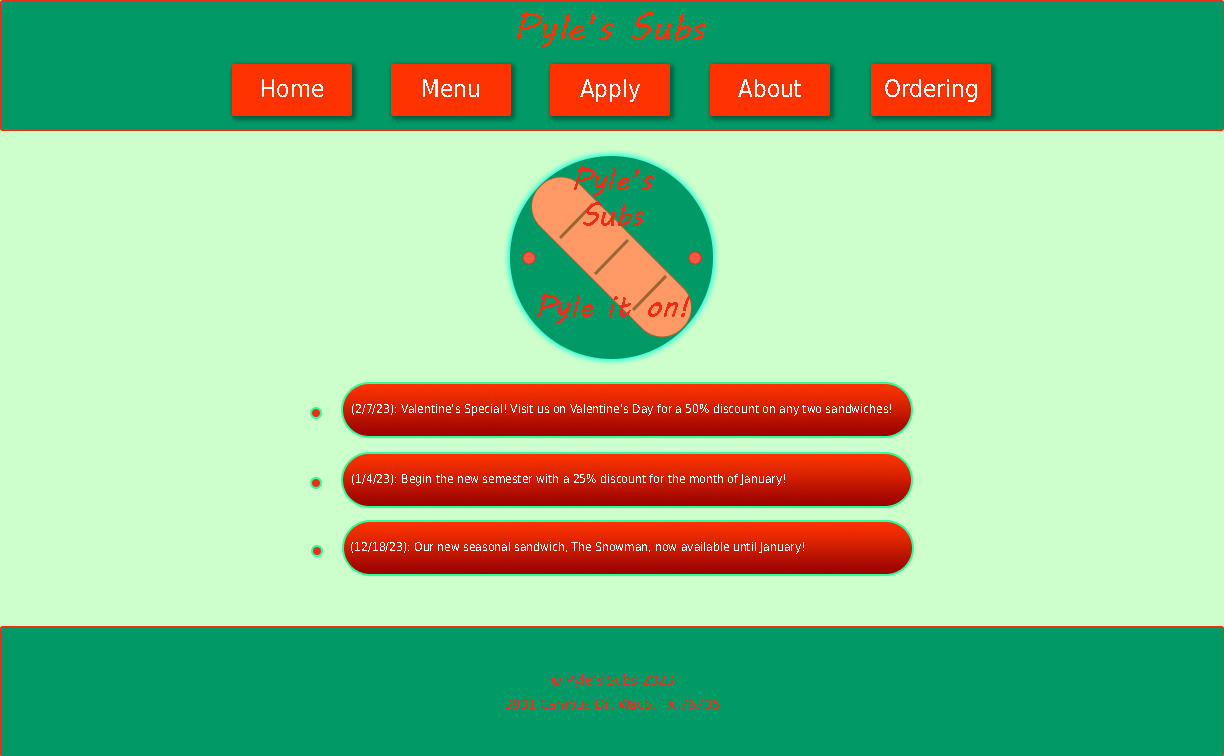 Pyle's Subs
Home Menu Apply About Ordering
Pyle's
Subs
Pyle it on!
(2/7/23): Valentine's Special! Visit us on Valentine's Day for a 50% discount on any two sandwiches!
(1/4/23): Begin the new semester with a 25% discount for the month of January!
(12/18/23): Our new seasonal sandwich, The Snowman, now available until January!
© Pyle's Subs 2023
Campus Dr. Waco,